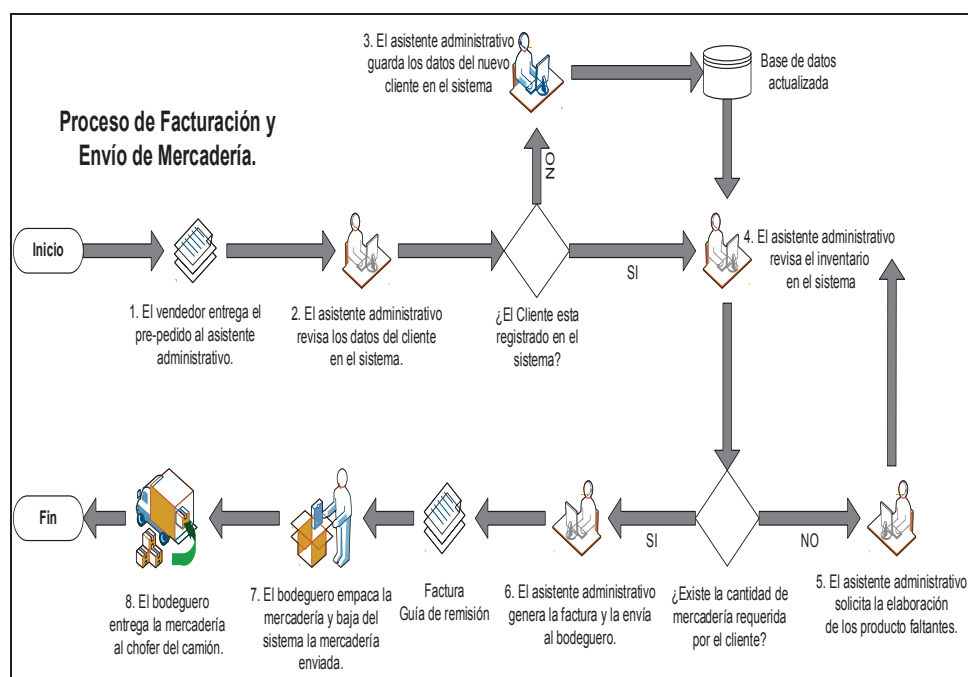 Proceso de Facturación y
Envío de Mercadería.
3. El asistente administrativo
guarda los datos del nuevo
cliente en el sistema
Base de datos
actualizada
NO
Inicio
1. El vendedor entrega el
pre-pedido al asistente
administrativo.
2. El asistente administrativo
revisa los datos del cliente
en el sistema.
¿El Cliente esta
registrado en el
sistema?
SI
4. El asistente administrativo
revisa el inventario
en el sistema
Fin
8. El bodeguero
entrega la mercadería
al chofer del camión.
7. El bodeguero empaca la
mercadería y baja del
sistema la mercadería
enviada.
Factura
Guía de remisión
6. El asistente administrativo
genera la factura y la envía
al bodeguero.
SI
¿Existe la cantidad de
mercadería requerida
por el cliente?
NO
5. El asistente administrativo
solicita la elaboración
de los producto faltantes.